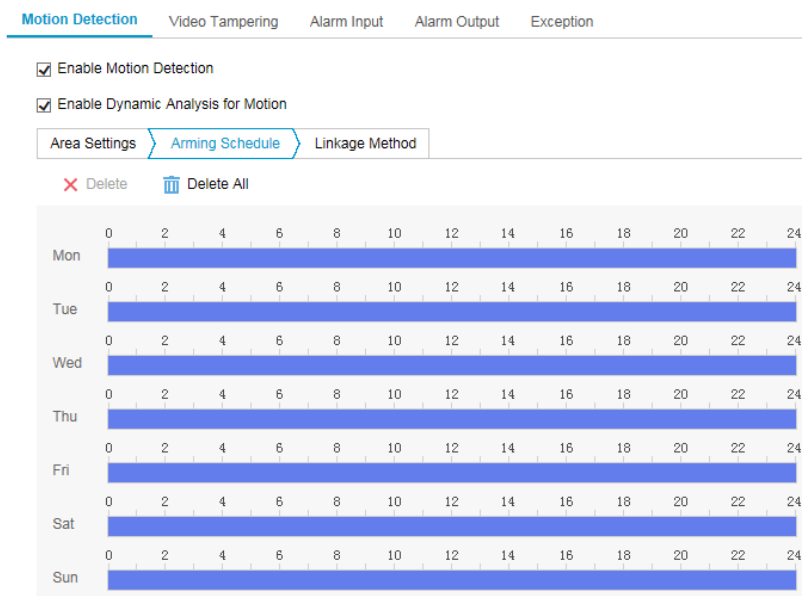 Motion Detection Video Tampering Alarm Input Alarm Output Exception
Enable Motion Detection
Enable Dynamic Analysis for Motion
Area Settings Arming Schedule Linkage Method
Delete Delete All
0 2 4 6 8 10 12 14 16 18 20 22 24
Mon
0 2 4 6 8 10 12 14 16 18 20 22 24
Tue
0 2 4 6 8 10 12 14 16 18 20 22 24
Wed
0 2 4 6 8 10 12 14 16 18 20 22 24
Thu
0 2 4 6 8 10 12 14 16 18 20 22 24
Fri
0 2 4 6 8 10 12 14 16 18 20 22 24
Sat
0 2 4 6 8 10 12 14 16 18 20 22 24
Sun